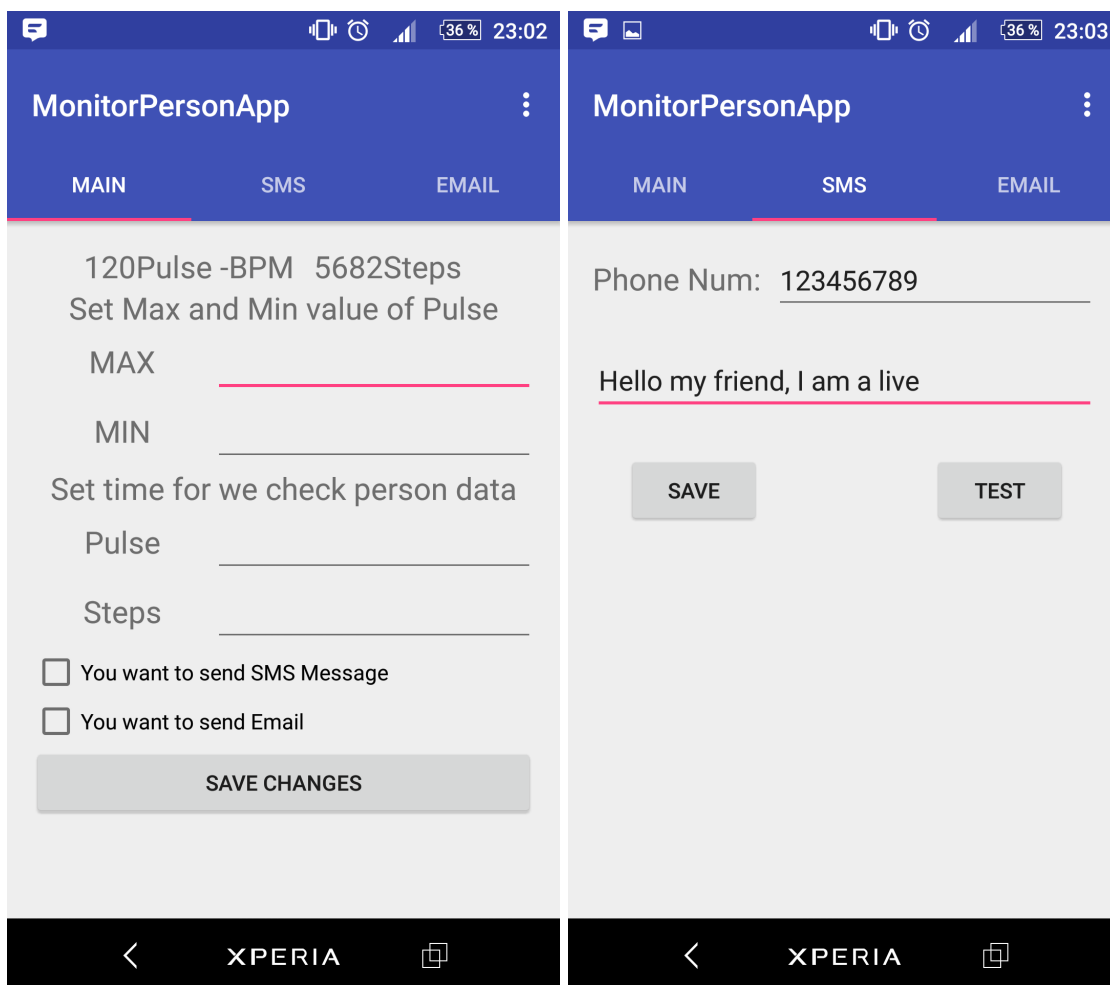 36 % 23:02
MonitorPersonApp
MAIN SMS EMAIL
120Pulse -BPM 5682Steps
Set Max and Min value of Pulse
MAX
MIN
Set time for we check person data
Pulse
Steps
You want to send SMS Message
You want to send Email
SAVE CHANGES
XPERIA
36 % 23:03
MonitorPersonApp
MAIN SMS EMAIL
Phone Num: 123456789
Hello my friend, I am a live
SAVE TEST
XPERIA